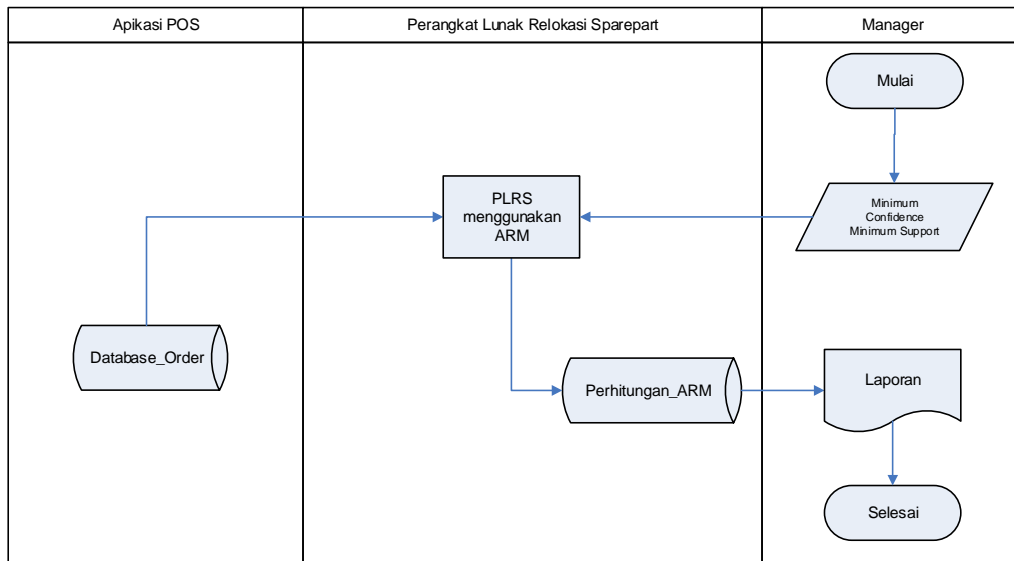 Apikasi POS
Perangkat Lunak Relokasi Sparepart
Manager
Mulai
PLRS
menggunakan
ARM
Minimum
Confidence
Minimum Support
Database_Order
Perhitungan_ARM
Laporan
Selesai